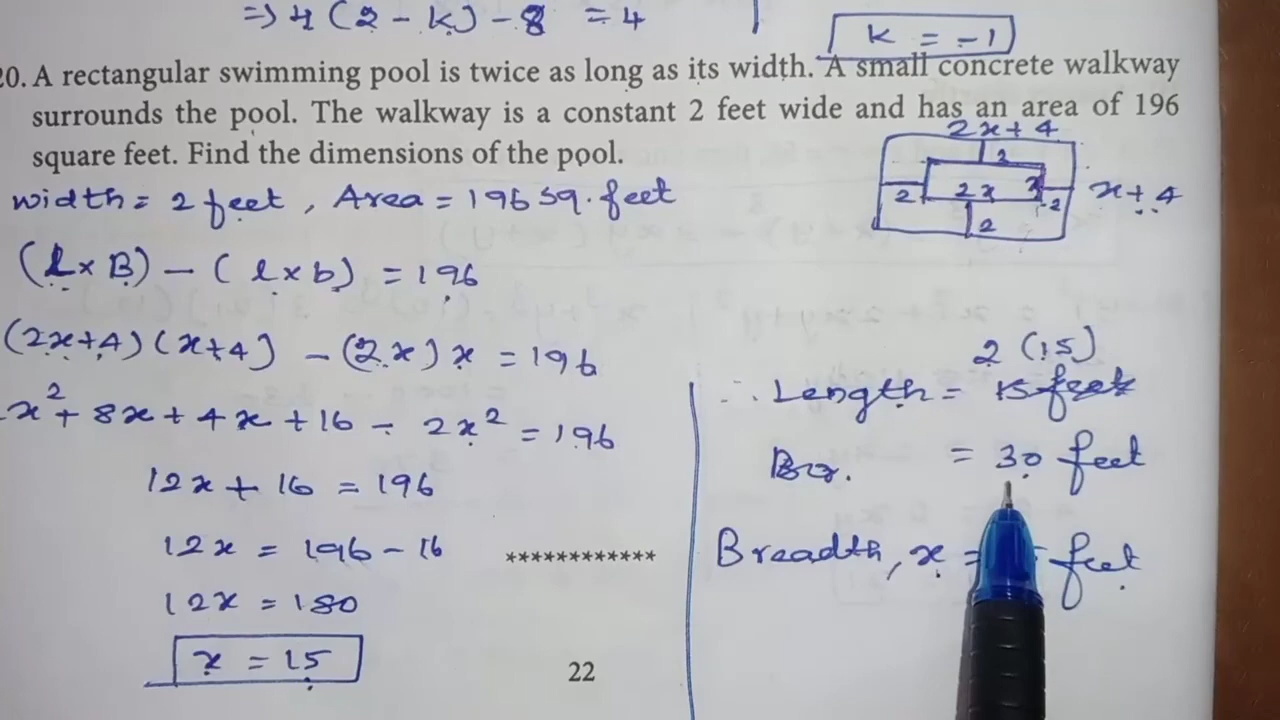 => 4 (2 - k) - 8 = 4
k = -1
20. A rectangular swimming pool is twice as long as its width. A small concrete walkway
surrounds the pool. The walkway is a constant 2 feet wide and has an area of 196
square feet. Find the dimensions of the pool.
2x+4
2
2 2x 2 x+4
2
width = 2 feet, Area = 196 sq. feet
(l x B) - (l x b) = 196
(2x+4)(x+4) - (2x)x = 196
x² + 8x + 4x + 16 - 2x² = 196
12x + 16 = 196
12x = 196 - 16
************
12x = 180
x = 15
2 (15)
∴ Length =
= 30 feet
Breadth, x = feet
22